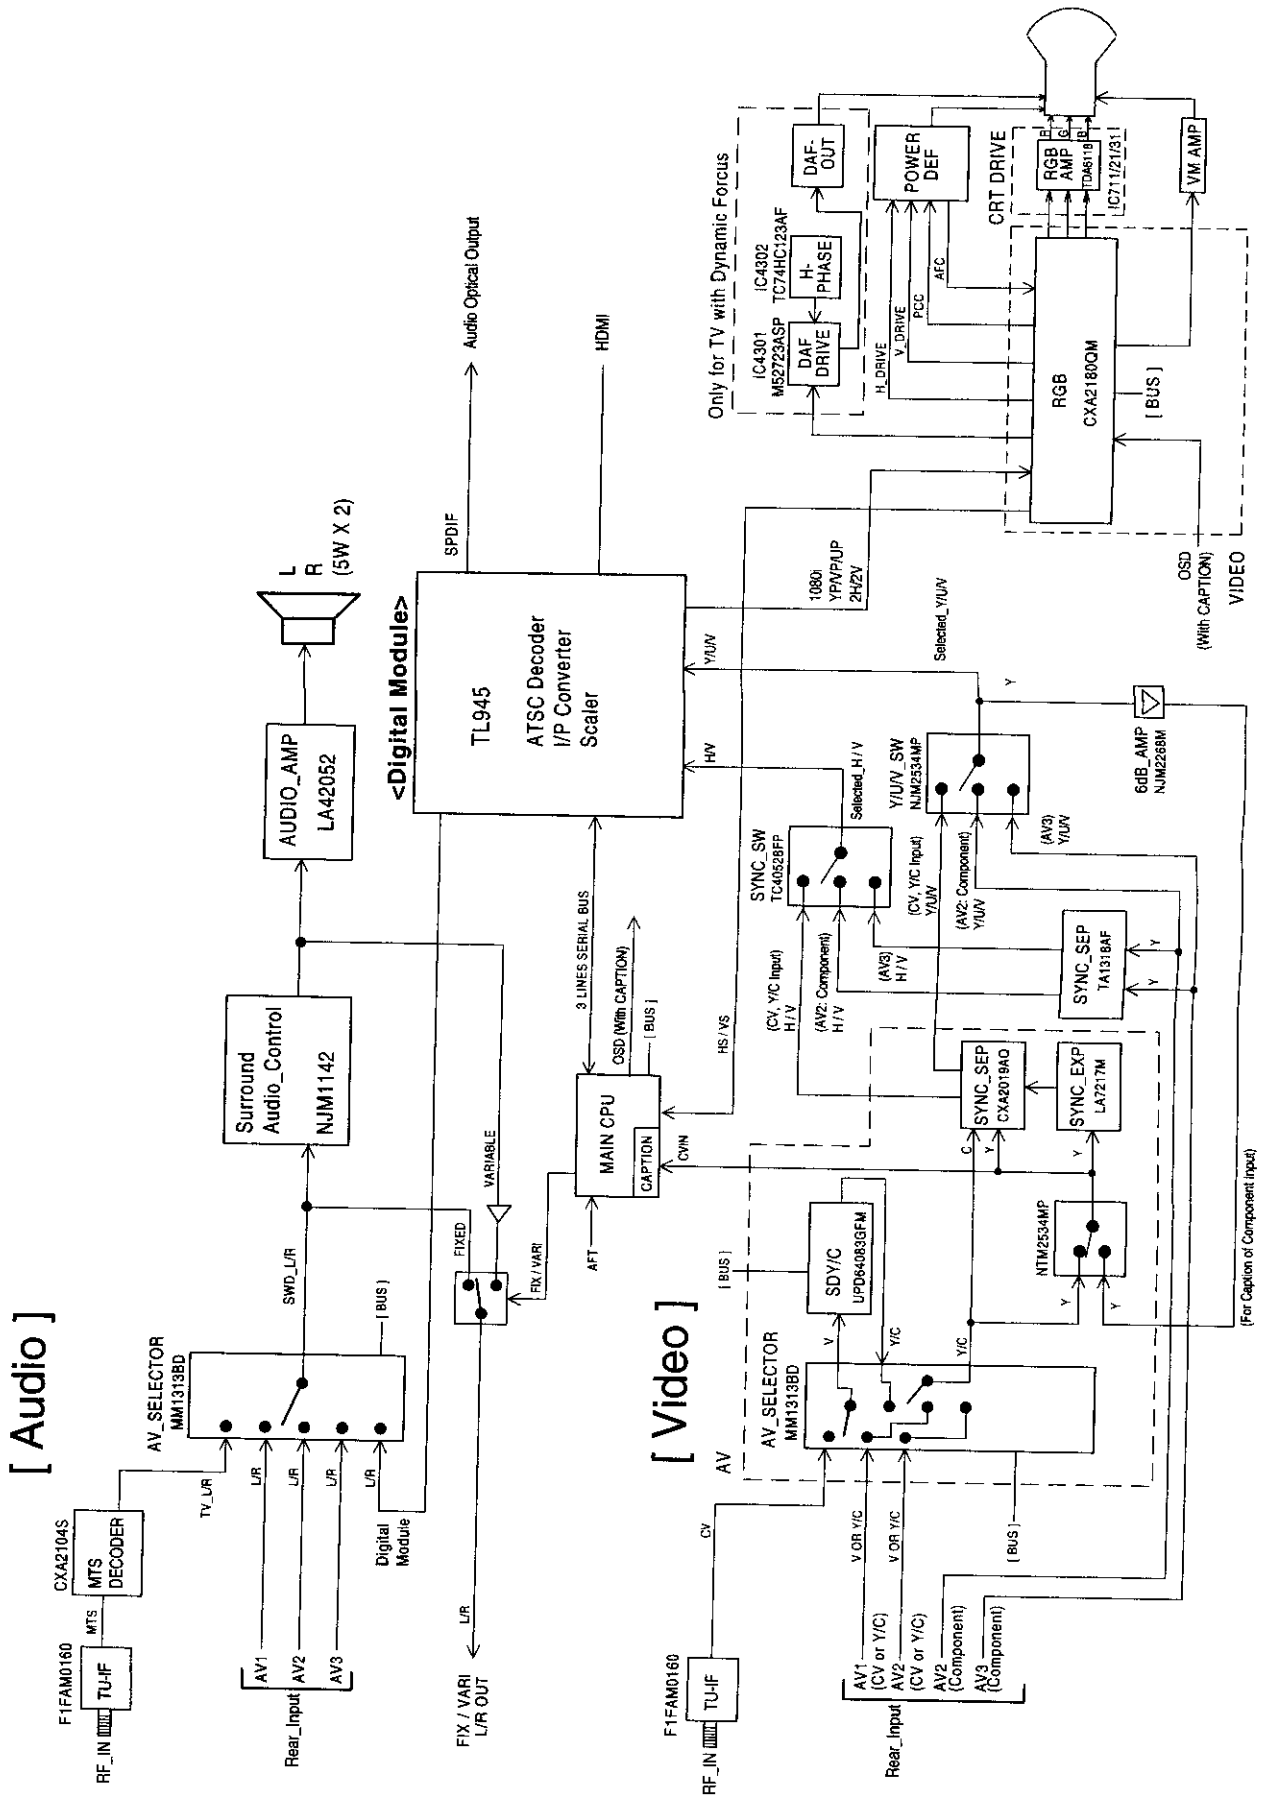 [ Audio ]
RF_IN
F1FAM0160
TU-IF
MTS
CXA2104S
MTS
DECODER
TV_L/R
Rear_Input
AV1
AV2
AV3
L/R
L/R
L/R
L/R
Digital
Module
AV_SELECTOR
MM1313BD
[ BUS ]
SWD_L/R
FIXED
VARIABLE
FIX / VARI
L/R
FIX / VARI
L/R OUT
Surround
Audio_Control
NJM1142
AUDIO_AMP
LA42052
L
R
(5W X 2)
<Digital Module>
TL945
ATSC Decoder
I/P Converter
Scaler
SPDIF
Audio Optical Output
HDMI
H/V
Y/U/V
1080i
YP/VP/UP
2H/2V
3 LINES SERIAL BUS
AFT
MAIN CPU
CAPTION
OSD (With CAPTION)
[ BUS ]
CVIN
HS / VS
[ Video ]
RF_IN
F1FAM0160
TU-IF
CV
Rear_Input
AV1
(CV or Y/C)
AV2
(CV or Y/C)
AV2
(Component)
AV3
(Component)
V OR Y/C
V OR Y/C
[ BUS ]
AV
AV_SELECTOR
MM1313BD
V
Y/C
Y/C
[ BUS ]
SDY/C
UPD64083GFM
NTM2534MP
Y
Y
(For Caption of Component Input)
C
Y
Y
SYNC_SEP
CXA2019AQ
SYNC_EXP
LA7217M
SYNC_SEP
TA1318AF
Y
Y
(CV, Y/C Input)
H / V
(AV2: Component)
H / V
(AV3)
H / V
SYNC_SW
TC4052BFP
Selected_H / V
(CV, Y/C Input)
Y/U/V
(AV2: Component)
Y/U/V
(AV3)
Y/U/V
Y/U/V_SW
NJM2534MP
Selected_Y/U/V
Y
6dB_AMP
NJM2268M
OSD
(With CAPTION)
VIDEO
RGB
CXA2180QM
[ BUS ]
H_DRIVE
V_DRIVE
PCC
AFC
Only for TV with Dynamic Forcus
IC4301
M52723ASP
DAF
DRIVE
IC4302
TC74HC123AF
H-
PHASE
DAF-
OUT
POWER
DEF
CRT DRIVE
RGB
AMP
TDA6118
IC711/21/31
R
G
B
VM AMP